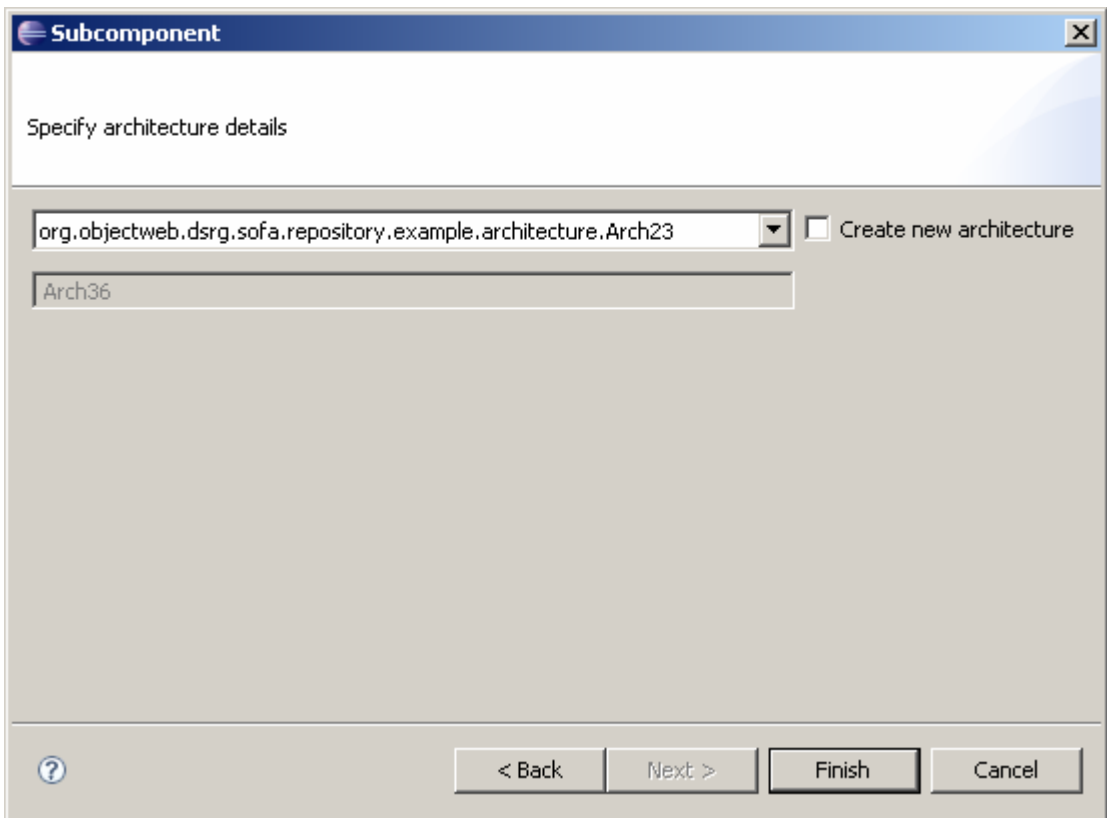 Subcomponent
Specify architecture details
org.objectweb.dsrg.sofa.repository.example.architecture.Arch23
Create new architecture
Arch36
?
< Back
Next >
Finish
Cancel